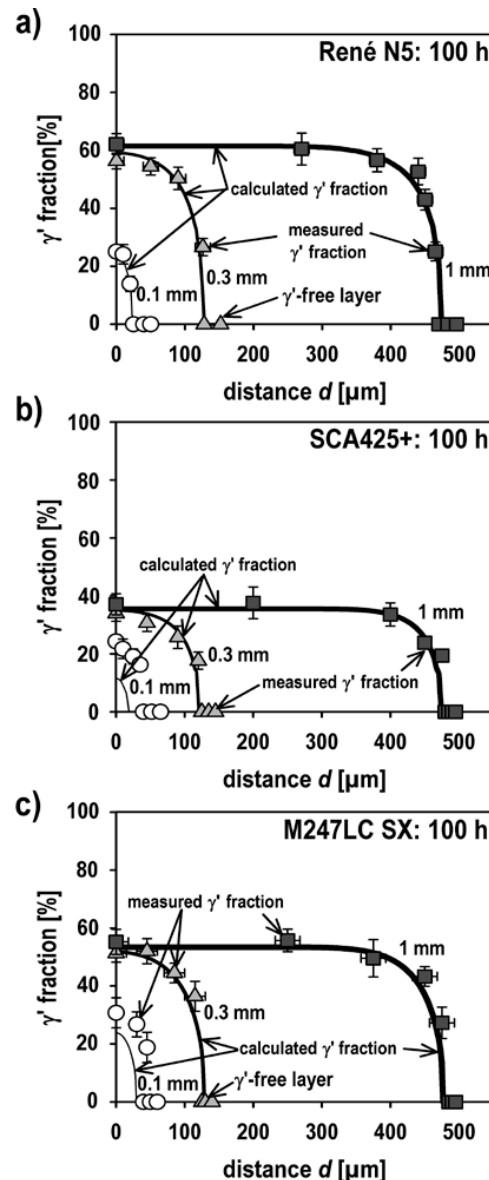 a)
René N5: 100 h
100
80
60
40
20
0
γ' fraction[%]
calculated γ' fraction
measured
γ' fraction
0.3 mm
1 mm
0.1 mm
γ'-free layer
0 100 200 300 400 500
distance d [µm]
b)
SCA425+: 100 h
100
80
60
40
20
0
γ' fraction [%]
calculated γ' fraction
1 mm
0.3 mm
0.1 mm
measured γ' fraction
0 100 200 300 400 500
distance d [µm]
c)
M247LC SX: 100 h
100
80
60
40
20
0
γ' fraction [%]
measured γ' fraction
1 mm
0.3 mm
calculated γ' fraction
0.1 mm
γ'-free layer
0 100 200 300 400 500
distance d [µm]